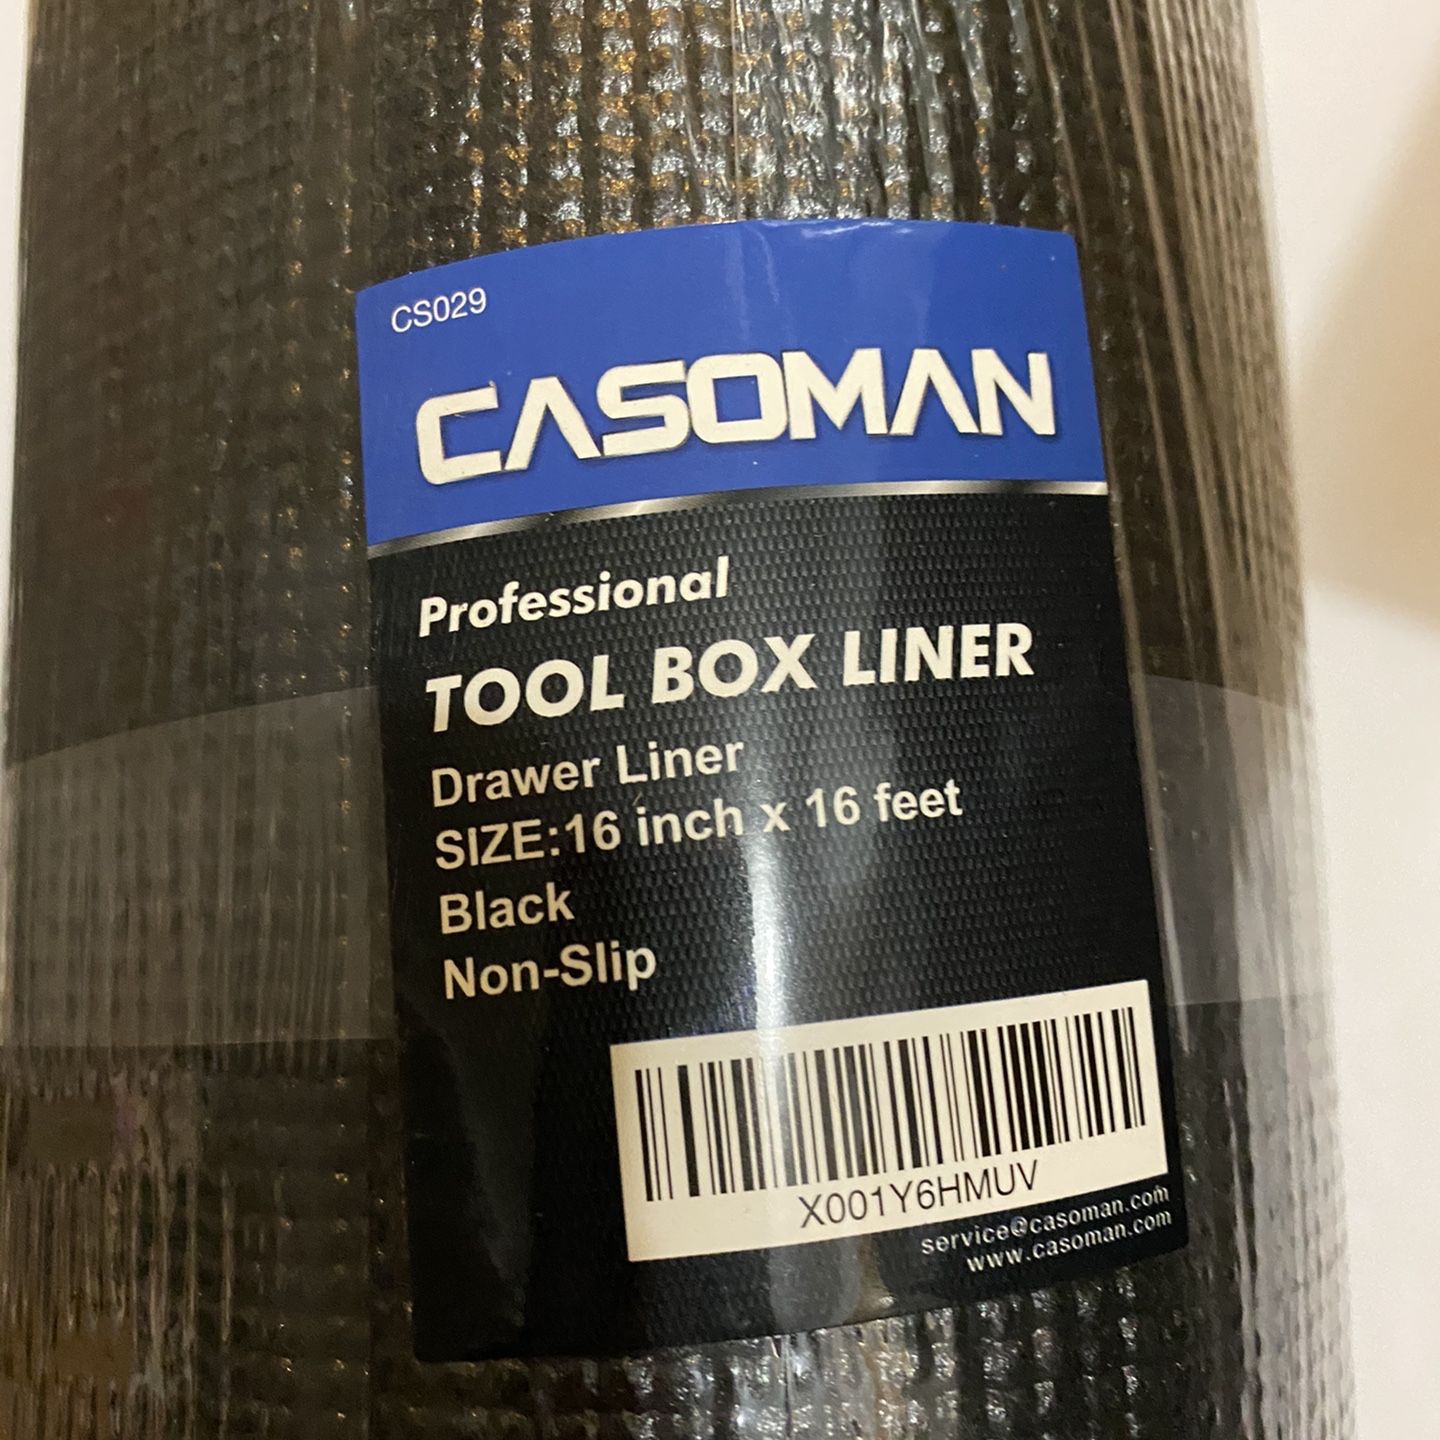 CS029
CASOMAN
Professional
TOOL BOX LINER
Drawer Liner
SIZE:16 inch x 16 feet
Black
Non-Slip
X001Y6HMUV
service@casoman.com
www.casoman.com